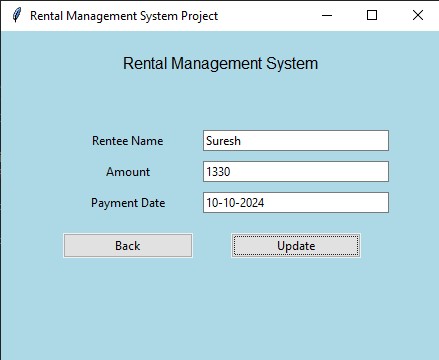 Rental Management System Project
Rental Management System
Rentee Name Suresh
Amount 1330
Payment Date 10-10-2024
Back Update